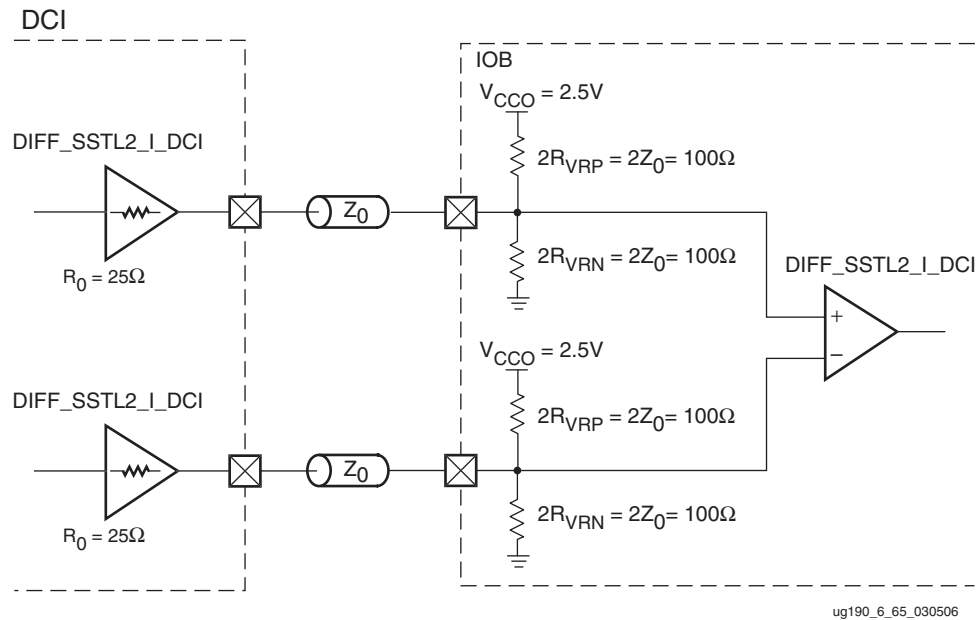 DCI
IOB
V_CCO = 2.5V
DIFF_SSTL2_I_DCI
2R_VRP = 2Z_0= 100Ω
Z_0
R_0 = 25Ω
2R_VRN = 2Z_0= 100Ω
DIFF_SSTL2_I_DCI
+
–
V_CCO = 2.5V
DIFF_SSTL2_I_DCI
2R_VRP = 2Z_0= 100Ω
Z_0
R_0 = 25Ω
2R_VRN = 2Z_0= 100Ω
ug190_6_65_030506